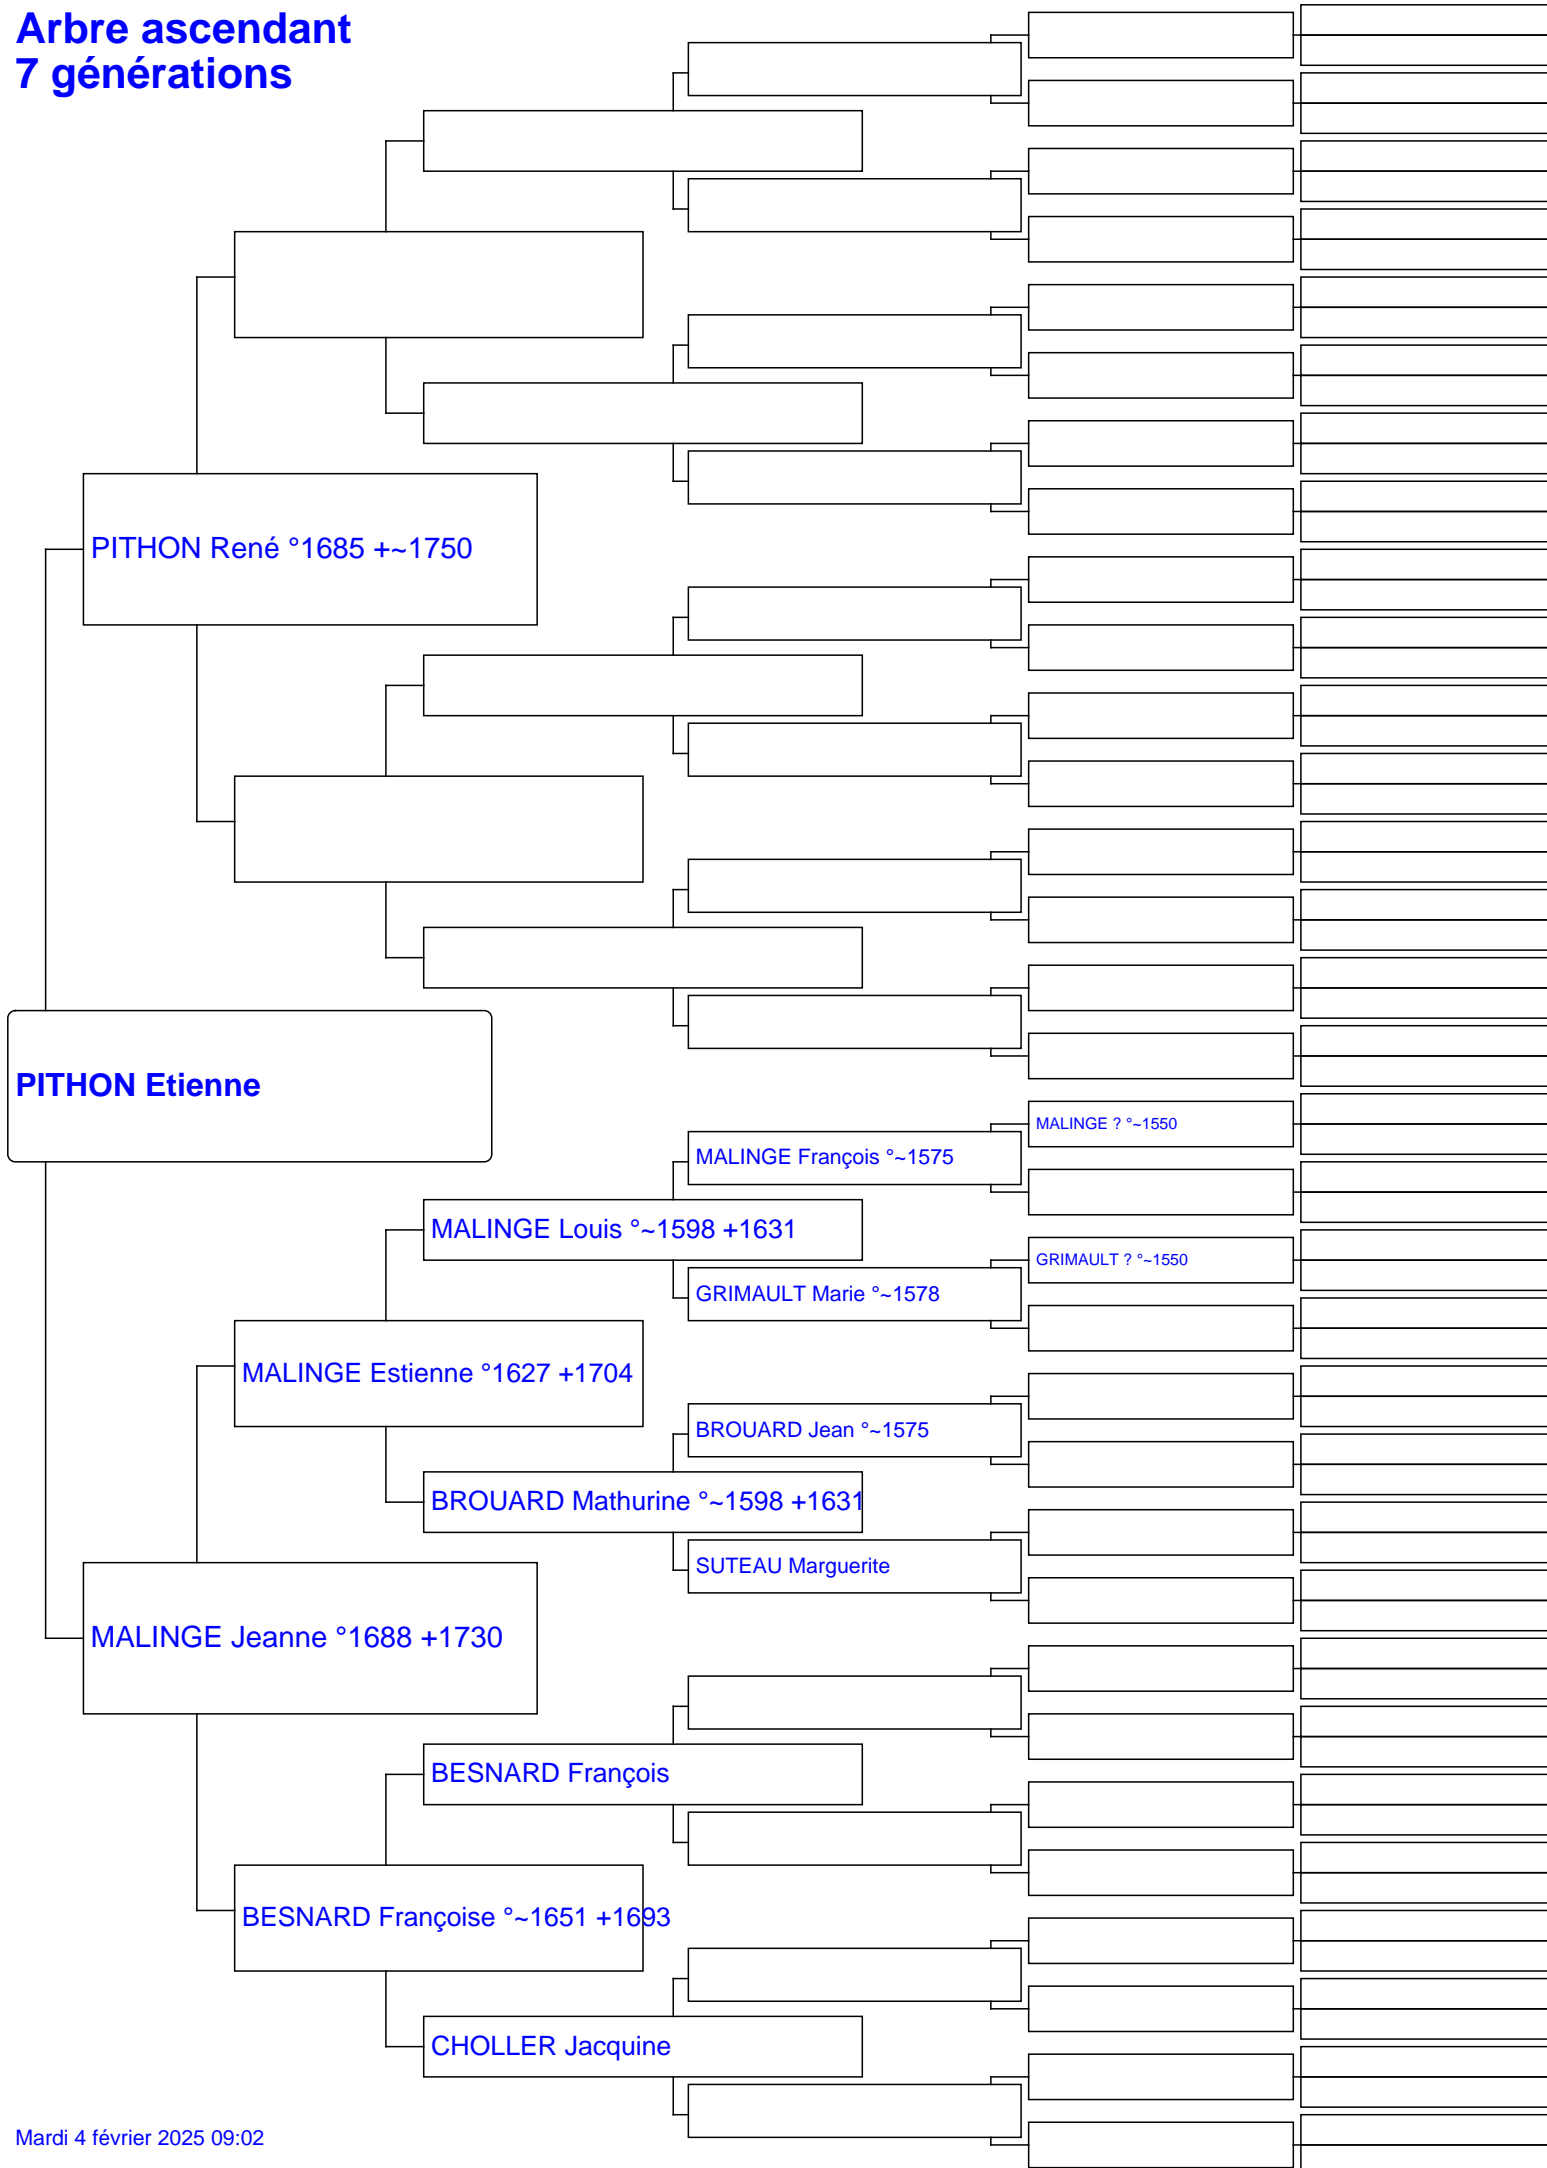 Arbre ascendant
7 générations
PITHON René °1685 +~1750
PITHON Etienne
MALINGE ? °~1550
MALINGE François °~1575
MALINGE Louis °~1598 +1631
GRIMAULT ? °~1550
GRIMAULT Marie °~1578
MALINGE Estienne °1627 +1704
BROUARD Jean °~1575
BROUARD Mathurine °~1598 +1631
SUTEAU Marguerite
MALINGE Jeanne °1688 +1730
BESNARD François
BESNARD Françoise °~1651 +1693
CHOLLER Jacquine
Mardi 4 février 2025 09:02